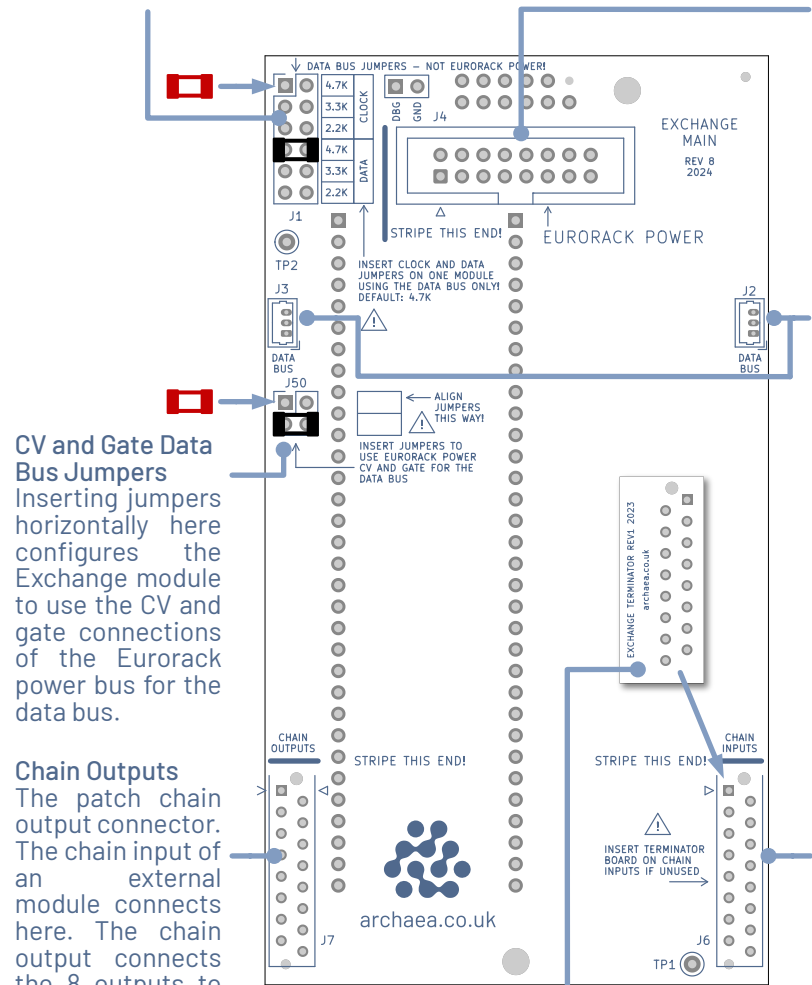 DATA BUS JUMPERS – NOT EURORACK POWER!
4.7K
3.3K
2.2K
CLOCK
4.7K
3.3K
2.2K
DATA
J1
DBG
GND
J4
EXCHANGE
MAIN
REV 8
2024
STRIPE THIS END!
EURORACK POWER
TP2
INSERT CLOCK AND DATA
JUMPERS ON ONE MODULE
USING THE DATA BUS ONLY!
DEFAULT: 4.7K
!
J3
DATA
BUS
J2
DATA
BUS
J50
ALIGN
JUMPERS
THIS WAY!
!
INSERT JUMPERS TO
USE EURORACK POWER
CV AND GATE FOR THE
DATA BUS
CV and Gate Data
Bus Jumpers
Inserting jumpers
horizontally here
configures the
Exchange module
to use the CV and
gate connections
of the Eurorack
power bus for the
data bus.
EXCHANGE TERMINATOR REV1 2023
archaea.co.uk
Chain Outputs
The patch chain
output connector.
The chain input of
an external
module connects
here. The chain
output connects
the 8 outputs to
CHAIN
OUTPUTS
STRIPE THIS END!
STRIPE THIS END!
CHAIN
INPUTS
!
INSERT TERMINATOR
BOARD ON CHAIN
INPUTS IF UNUSED
archaea.co.uk
J7
J6
TP1